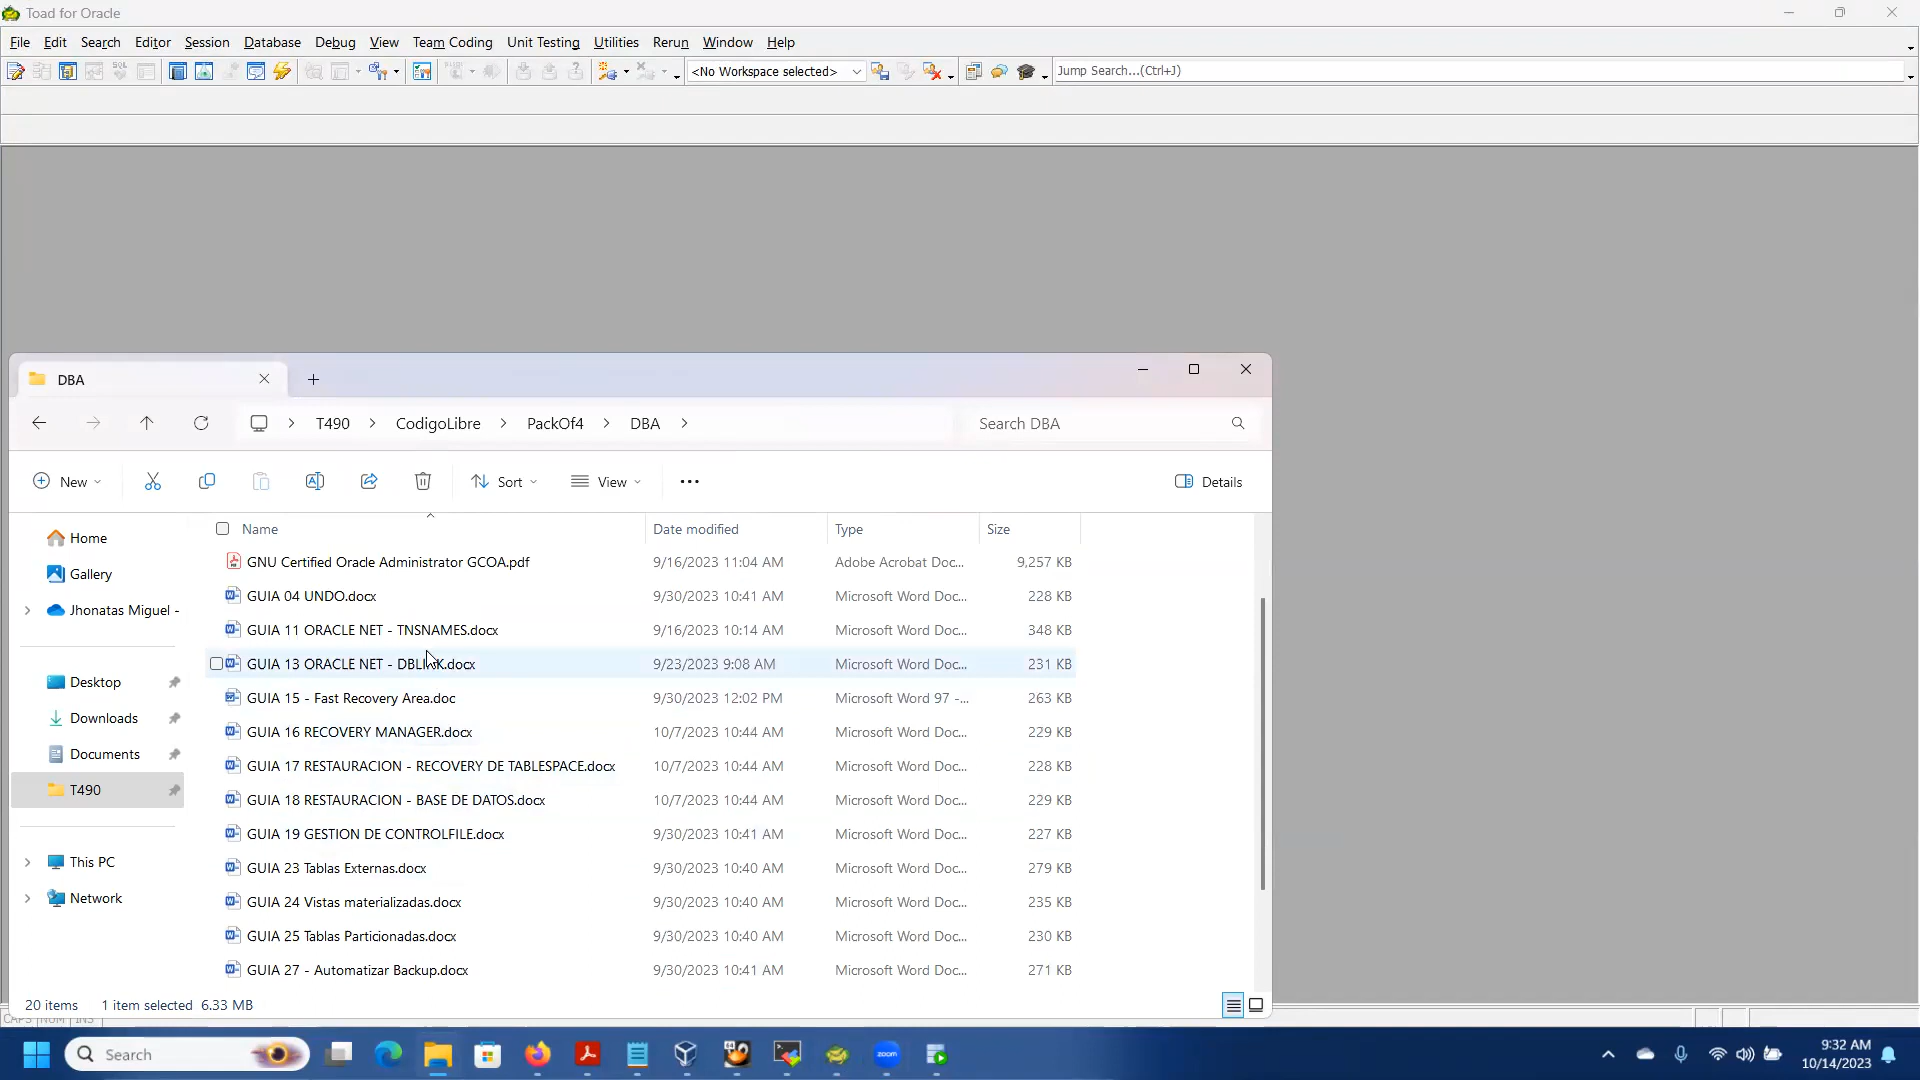 Toad for Oracle
File Edit Search Editor Session Database Debug View Team Coding Unit Testing Utilities Rerun Window Help
<No Workspace selected> Jump Search...(Ctrl+J)
DBA
T490 > CodigoLibre > PackOf4 > DBA > Search DBA
New Sort View Details
Name Date modified Type Size
Home
Gallery
Jhonatas Miguel -
Desktop
Downloads
Documents
T490
This PC
Network
GNU Certified Oracle Administrator GCOA.pdf 9/16/2023 11:04 AM Adobe Acrobat Doc... 9,257 KB
GUIA 04 UNDO.docx 9/30/2023 10:41 AM Microsoft Word Doc... 228 KB
GUIA 11 ORACLE NET - TNSNAMES.docx 9/16/2023 10:14 AM Microsoft Word Doc... 348 KB
GUIA 13 ORACLE NET - DBLINK.docx 9/23/2023 9:08 AM Microsoft Word Doc... 231 KB
GUIA 15 - Fast Recovery Area.doc 9/30/2023 12:02 PM Microsoft Word 97 -... 263 KB
GUIA 16 RECOVERY MANAGER.docx 10/7/2023 10:44 AM Microsoft Word Doc... 229 KB
GUIA 17 RESTAURACION - RECOVERY DE TABLESPACE.docx 10/7/2023 10:44 AM Microsoft Word Doc... 228 KB
GUIA 18 RESTAURACION - BASE DE DATOS.docx 10/7/2023 10:44 AM Microsoft Word Doc... 229 KB
GUIA 19 GESTION DE CONTROLFILE.docx 9/30/2023 10:41 AM Microsoft Word Doc... 227 KB
GUIA 23 Tablas Externas.docx 9/30/2023 10:40 AM Microsoft Word Doc... 279 KB
GUIA 24 Vistas materializadas.docx 9/30/2023 10:40 AM Microsoft Word Doc... 235 KB
GUIA 25 Tablas Particionadas.docx 9/30/2023 10:40 AM Microsoft Word Doc... 230 KB
GUIA 27 - Automatizar Backup.docx 9/30/2023 10:41 AM Microsoft Word Doc... 271 KB
20 items 1 item selected 6.33 MB
CAPS NUM INS
Search zoom 9:32 AM
10/14/2023